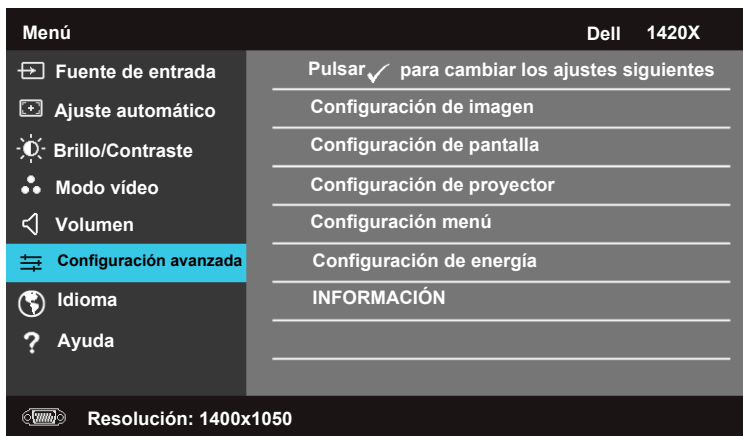 Menú
Dell 1420X
Fuente de entrada
Ajuste automático
Brillo/Contraste
Modo vídeo
Volumen
Configuración avanzada
Idioma
? Ayuda
Pulsar✓ para cambiar los ajustes siguientes
Configuración de imagen
Configuración de pantalla
Configuración de proyector
Configuración menú
Configuración de energía
INFORMACIÓN
Resolución: 1400x1050